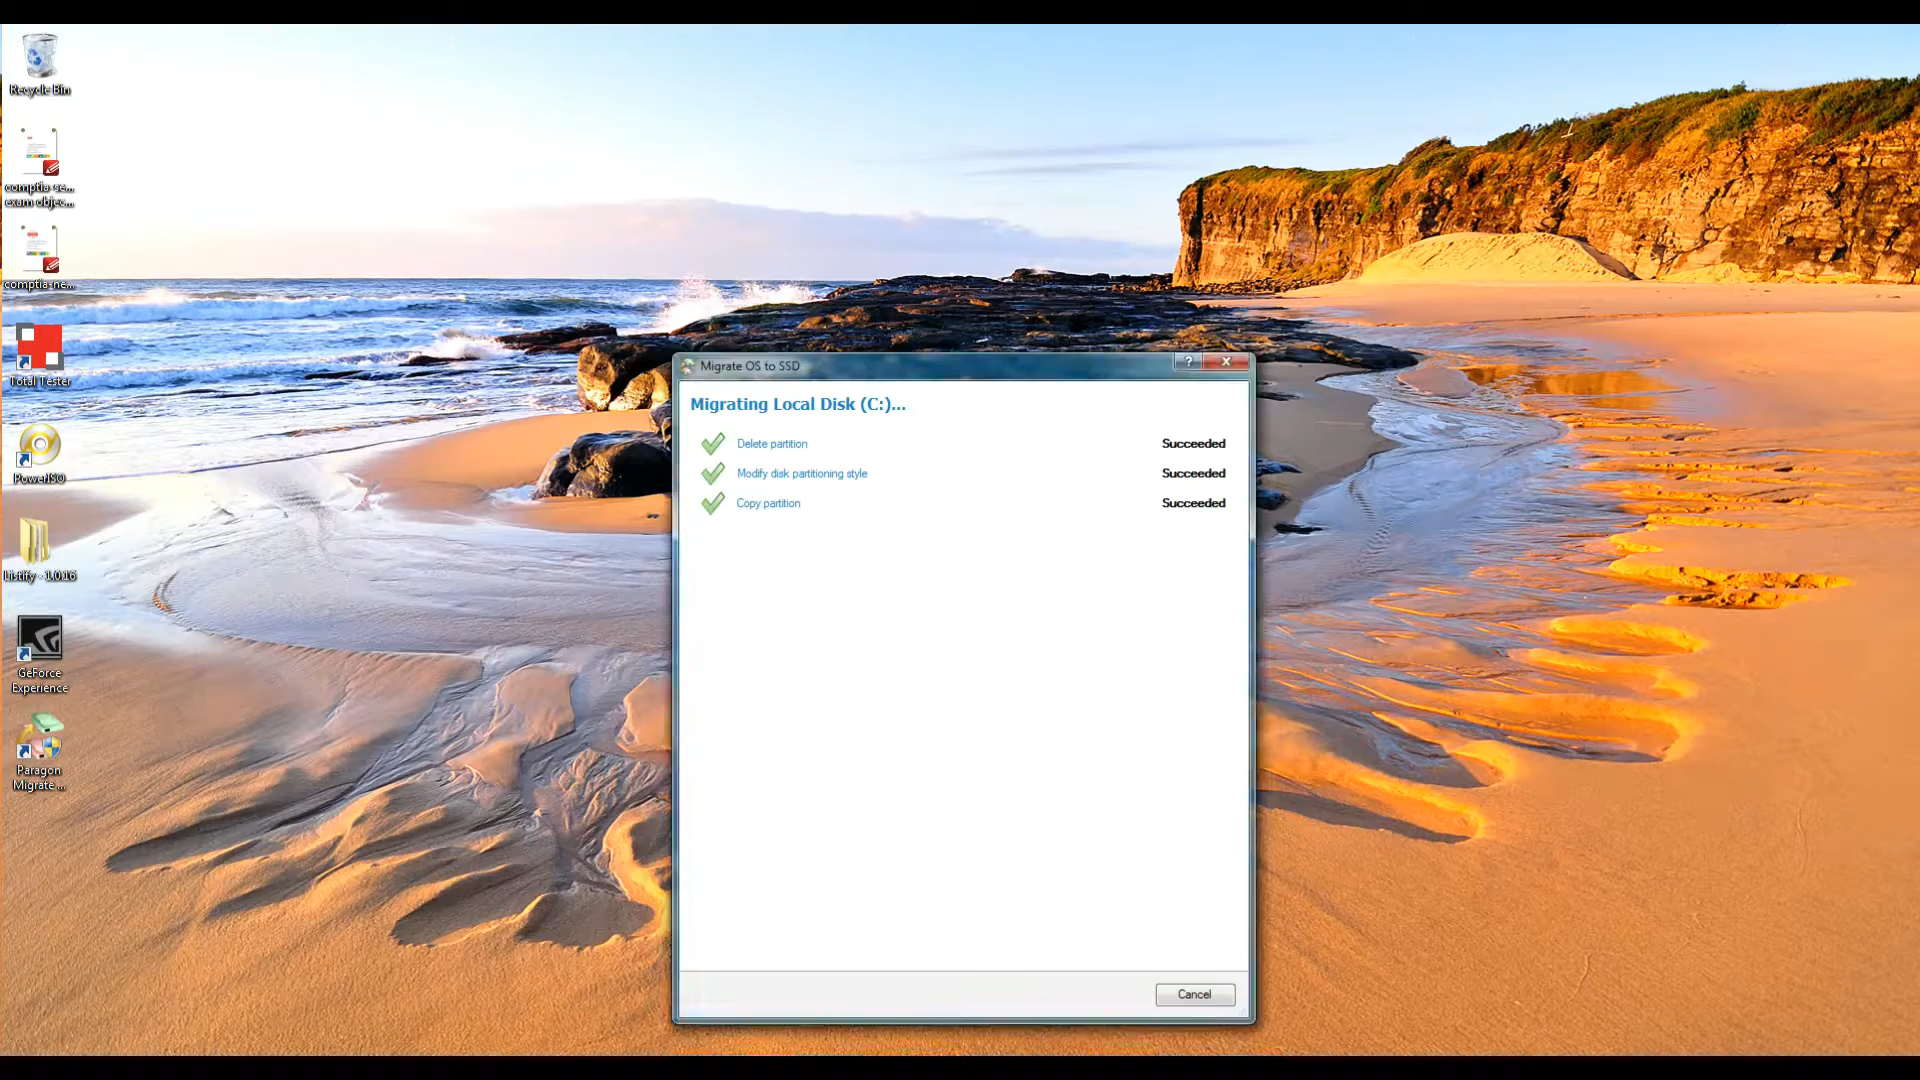 Recycle Bin
comptia-se...
exam objec...
comptia-ne...
Total Tester
PowerISO
Listify - 1.0.16
GeForce
Experience
Paragon
Migrate ...
Migrate OS to SSD
?
X
Migrating Local Disk (C:)...
Delete partition Succeeded
Modify disk partitioning style Succeeded
Copy partition Succeeded
Cancel